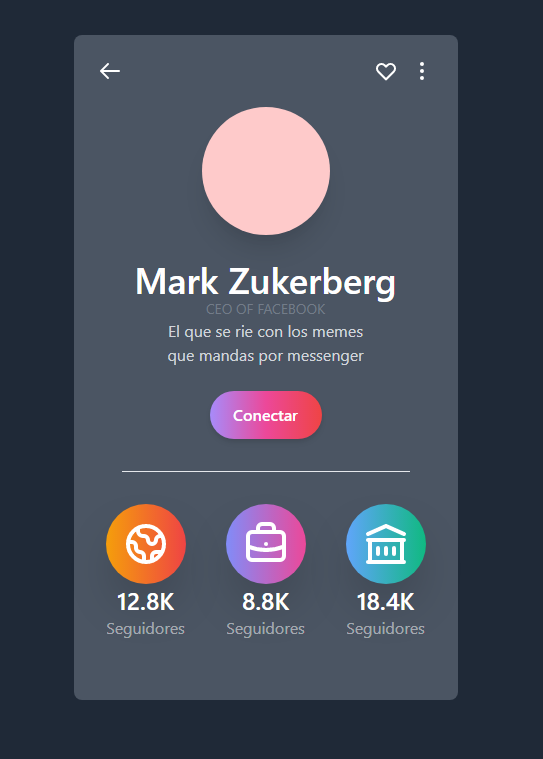 Mark Zukerberg
CEO OF FACEBOOK
El que se rie con los memes
que mandas por messenger
Conectar
12.8K
8.8K
18.4K
Seguidores
Seguidores
Seguidores